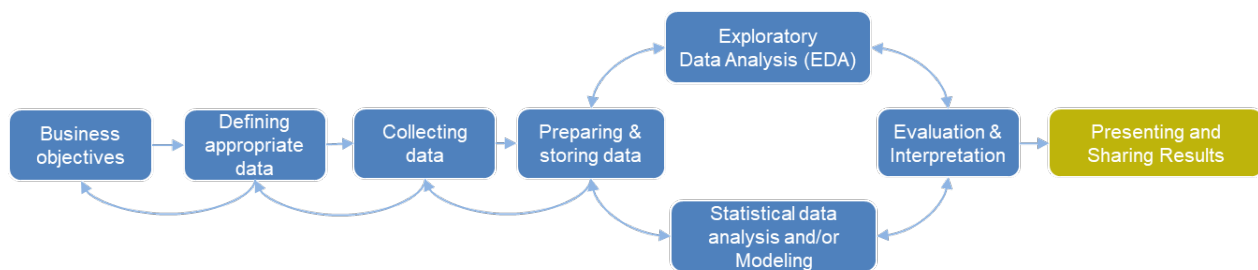 Exploratory
Data Analysis (EDA)
Business
objectives
Defining
appropriate
data
Collecting
data
Preparing &
storing data
Evaluation &
Interpretation
Presenting and
Sharing Results
Statistical data
analysis and/or
Modeling